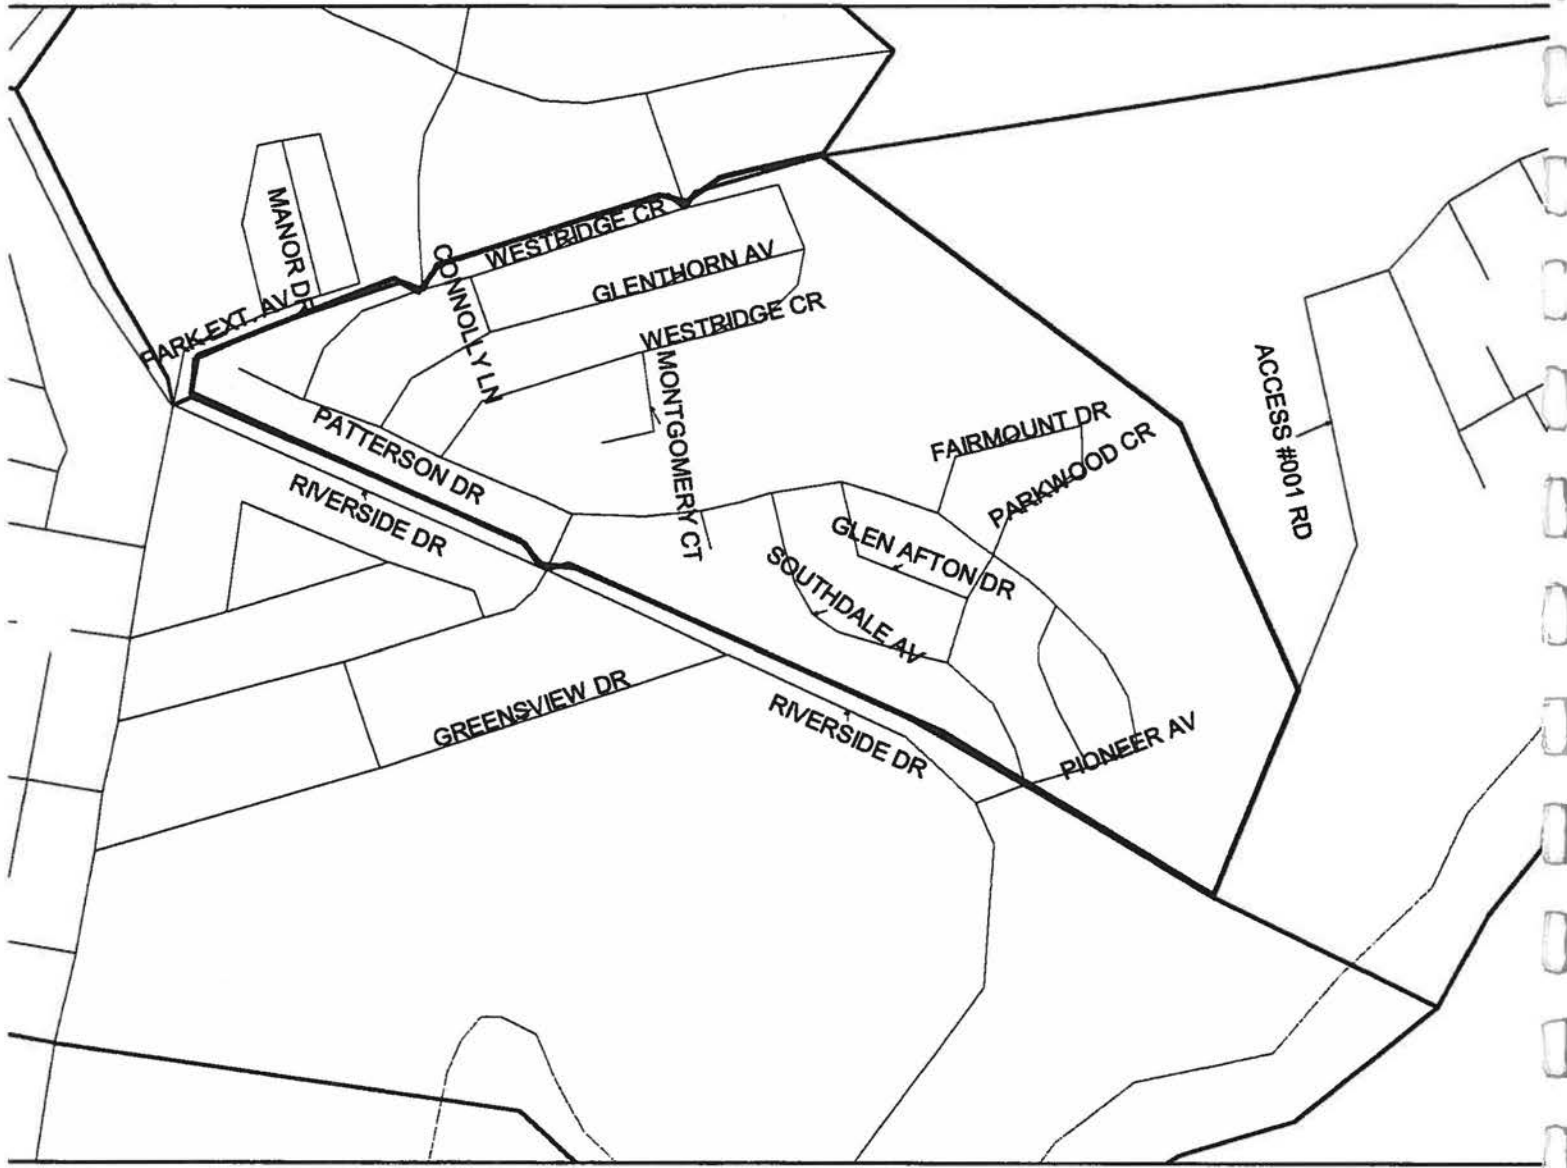 MANOR DR
PARK EXT. AV
CONNOLLY LN
WESTRIDGE CR
GLENTHORN AV
WESTRIDGE CR
MONTGOMERY CT
PATTERSON DR
RIVERSIDE DR
FAIRMOUNT DR
PARKWOOD CR
ACCESS #001 RD
GLEN AFTON DR
SOUTHDALE AV
GREENSVIEW DR
RIVERSIDE DR
PIONEER AV